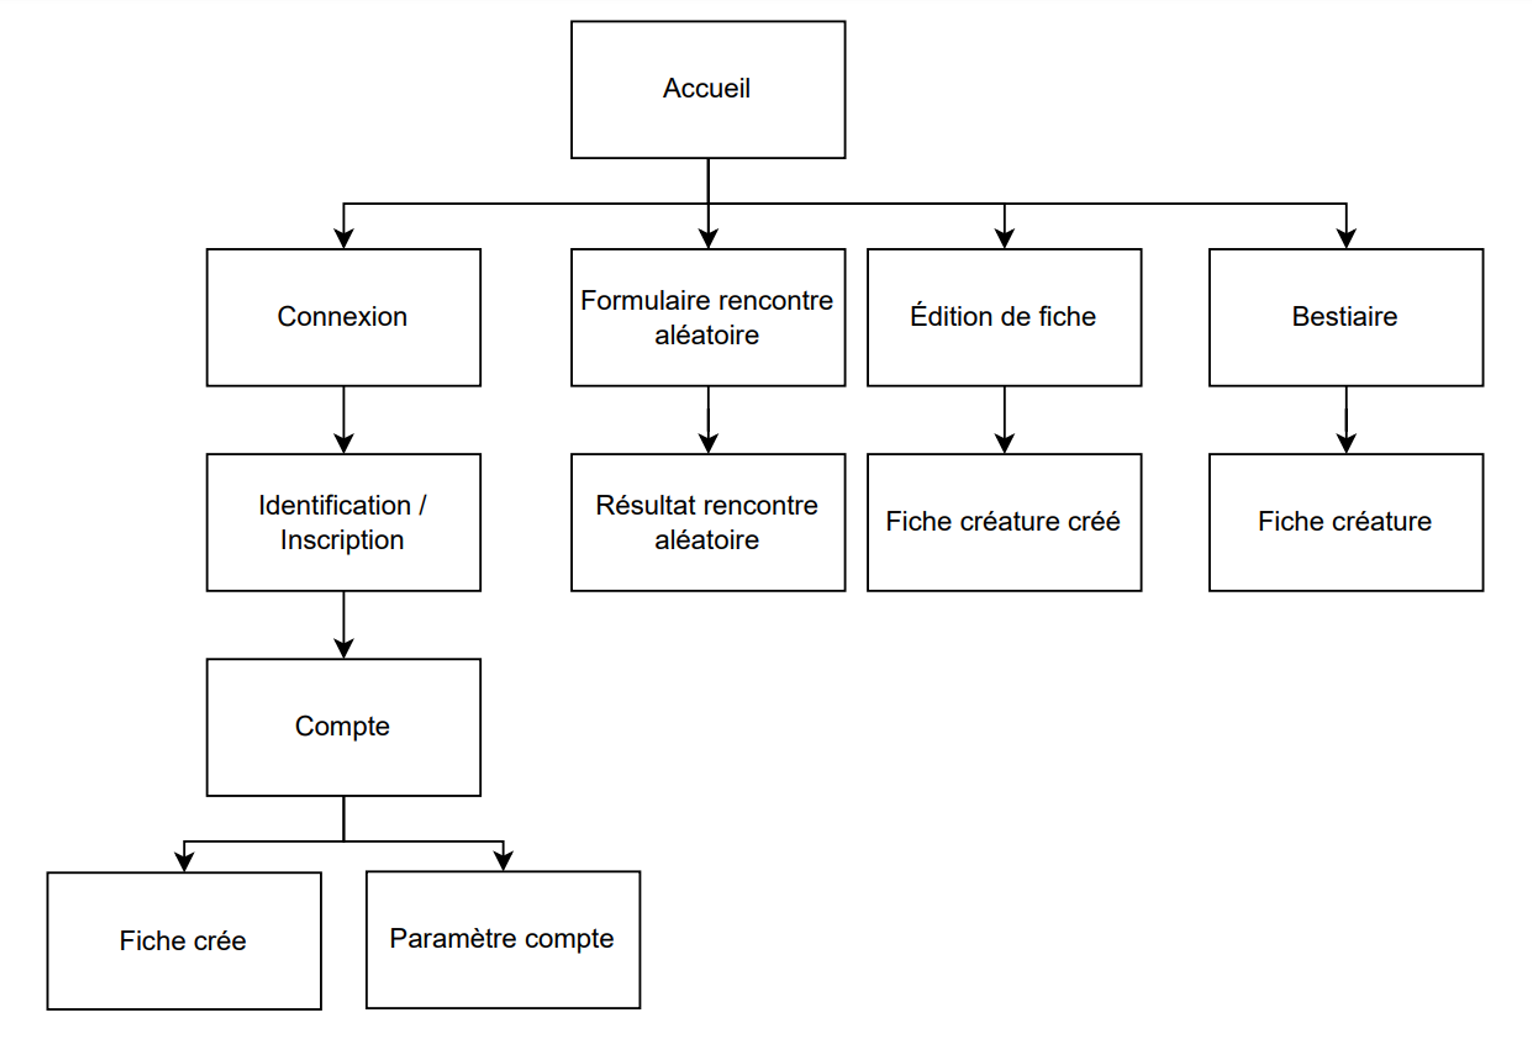 Accueil
Connexion
Formulaire rencontre
aléatoire
Édition de fiche
Bestiaire
Identification /
Inscription
Résultat rencontre
aléatoire
Fiche créature créé
Fiche créature
Compte
Fiche crée
Paramètre compte